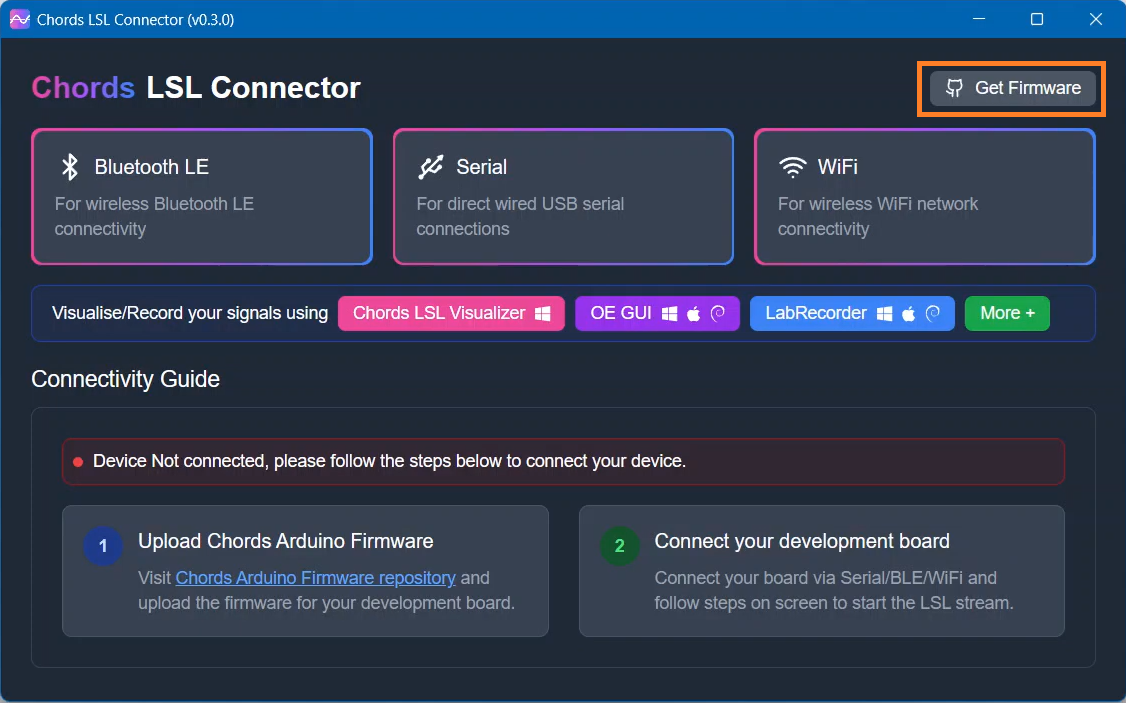 Chords LSL Connector (v0.3.0)
Chords LSL Connector
Get Firmware
Bluetooth LE
For wireless Bluetooth LE
connectivity
Serial
For direct wired USB serial
connections
WiFi
For wireless WiFi network
connectivity
Visualise/Record your signals using
Chords LSL Visualizer
OE GUI
LabRecorder
More +
Connectivity Guide
Device Not connected, please follow the steps below to connect your device.
1
Upload Chords Arduino Firmware
Visit Chords Arduino Firmware repository and
upload the firmware for your development board.
2
Connect your development board
Connect your board via Serial/BLE/WiFi and
follow steps on screen to start the LSL stream.